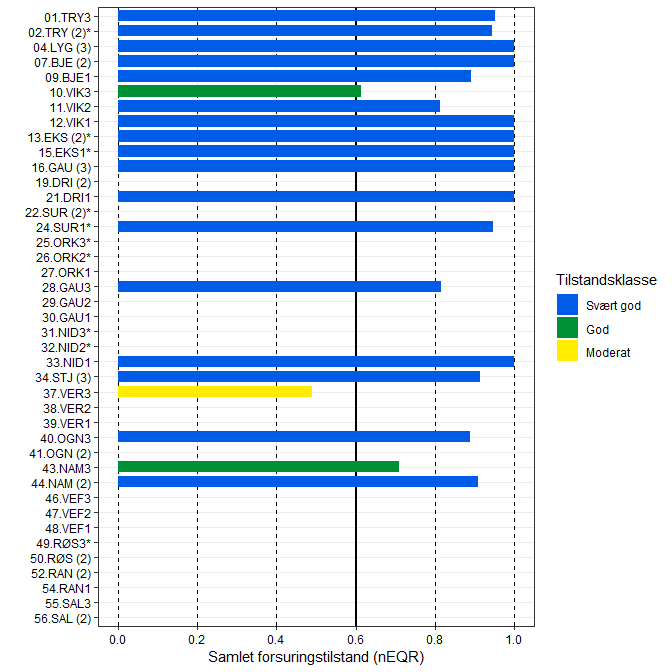 01.TRY3
02.TRY (2)*
04.LYG (3)
07.BJE (2)
09.BJE1
10.VIK3
11.VIK2
12.VIK1
13.EKS (2)*
15.EKS1*
16.GAU (3)
19.DRI (2)
21.DRI1
22.SUR (2)*
24.SUR1*
25.ORK3*
26.ORK2*
27.ORK1
28.GAU3
29.GAU2
30.GAU1
31.NID3*
32.NID2*
33.NID1
34.STJ (3)
37.VER3
38.VER2
39.VER1
40.OGN3
41.OGN (2)
43.NAM3
44.NAM (2)
46.VEF3
47.VEF2
48.VEF1
49.RØS3*
50.RØS (2)
52.RAN (2)
54.RAN1
55.SAL3
56.SAL (2)
0.0 0.2 0.4 0.6 0.8 1.0
Samlet forsuringstilstand (nEQR)
Tilstandsklasse
Svært god
God
Moderat